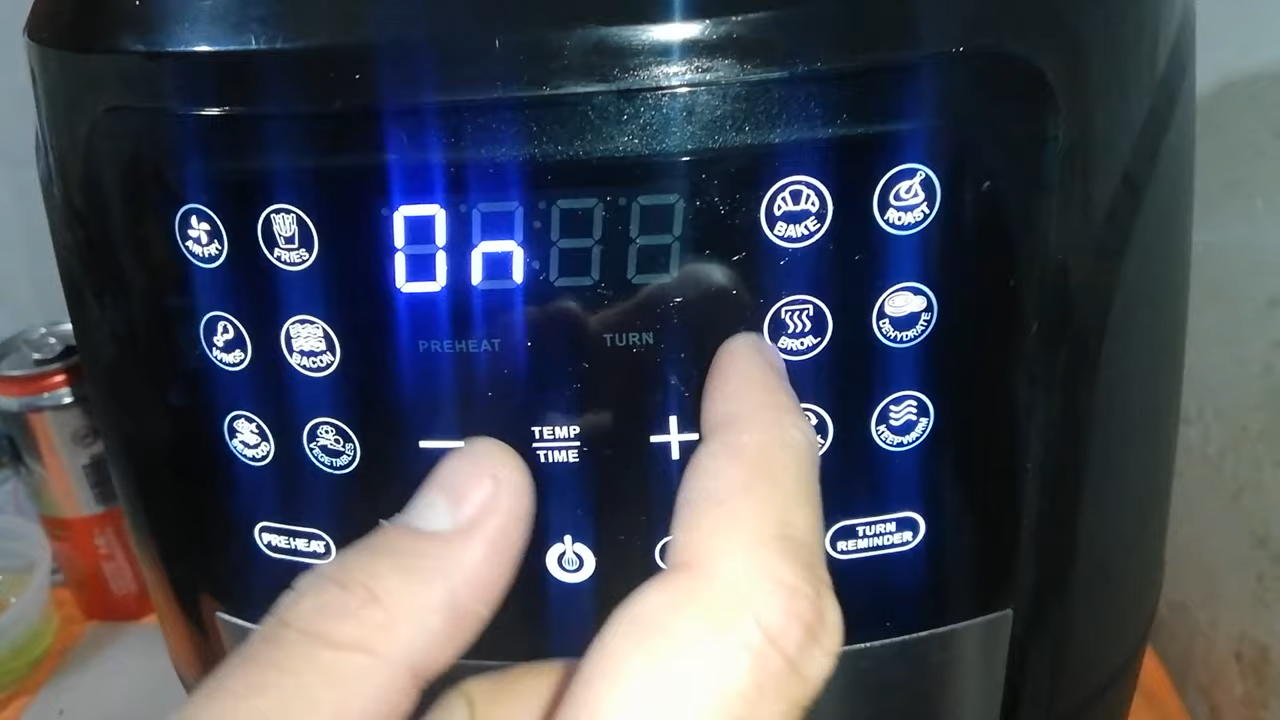 On
AIR FRY
FRIES
BAKE
ROAST
WINGS
BACON
PREHEAT
TURN
BROIL
DEHYDRATE
SEAFOOD
VEGETABLES
TEMP
TIME
KEEPWARM
PREHEAT
TURN
REMINDER